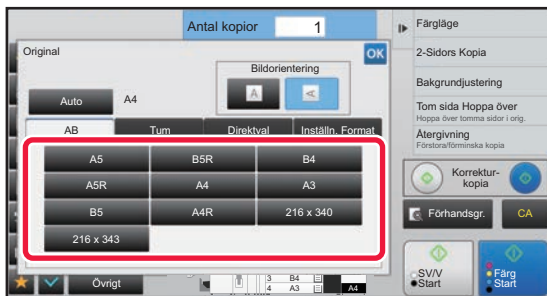 Antal kopior 1
Original
OK
Bildorientering
A A
Auto A4
AB Tum Direktval Inställn. Format
A5 B5R B4
A5R A4 A3
B5 A4R 216 x 340
216 x 343
Övrigt
3 B4
4 A3 A4
Färgläge
2-Sidors Kopia
Bakgrundjustering
Tom sida Hoppa över
Hoppa över tomma sidor i orig.
Återgivning
Förstora/förminska kopia
Korrektur-
kopia
Förhandsgr. CA
SV/V
Start
Färg
Start